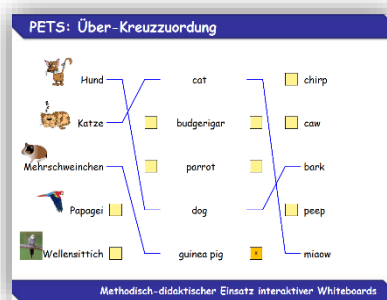 PETS: Über-Kreuzzuordung
Hund cat chirp
Katze budgerigar caw
Mehrschweinchen parrot bark
Papagei dog peep
Wellensittich guinea pig x miaow
Methodisch-didaktischer Einsatz interaktiver Whiteboards